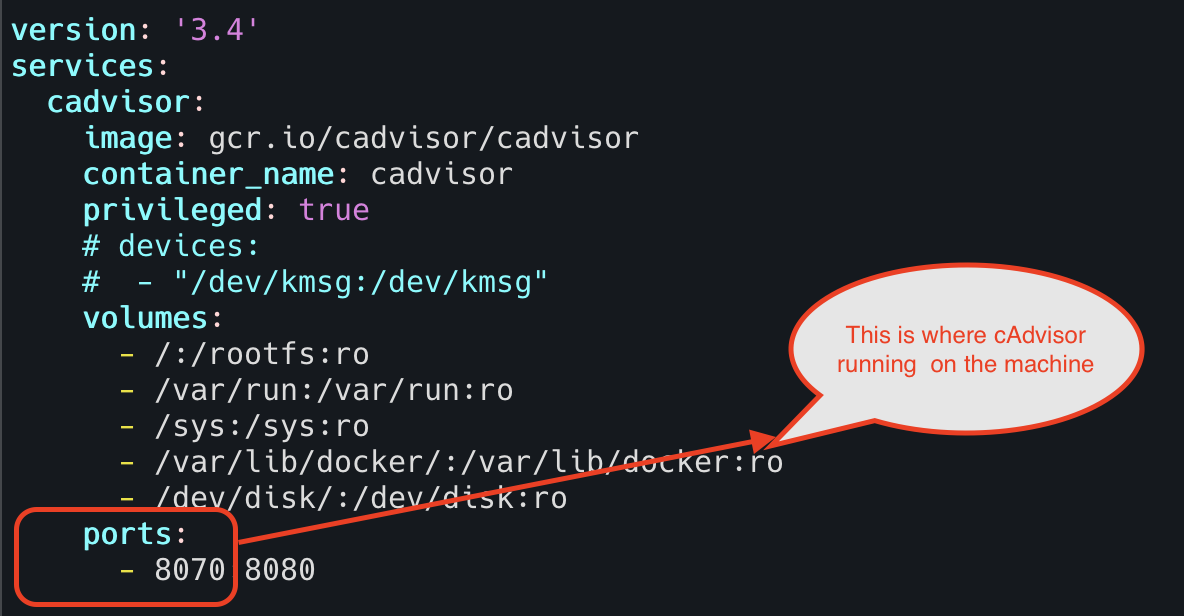 version: '3.4'
services:
  cadvisor:
    image: gcr.io/cadvisor/cadvisor
    container_name: cadvisor
    privileged: true
    # devices:
    #  - "/dev/kmsg:/dev/kmsg"
    volumes:
      - /:/rootfs:ro
      - /var/run:/var/run:ro
      - /sys:/sys:ro
      - /var/lib/docker/:/var/lib/docker:ro
      - /dev/disk/:/dev/disk:ro
    ports:
      - 8070 8080
This is where cAdvisor
running  on the machine